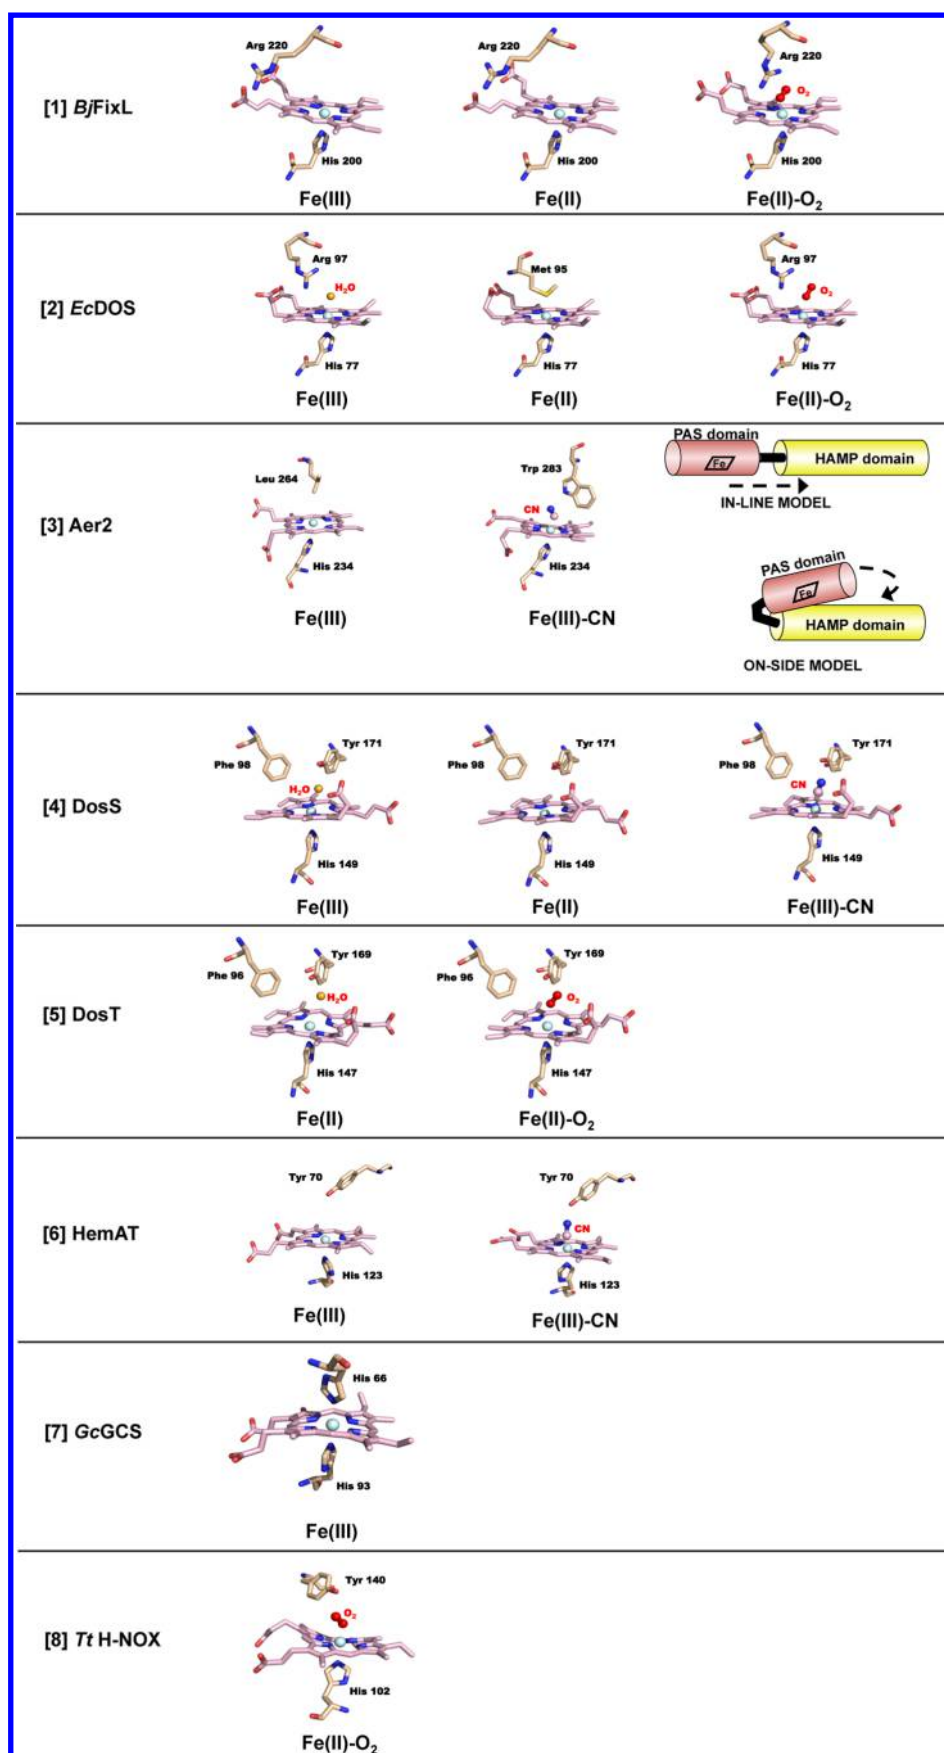 [1] BjFixL
Arg 220
His 200
Fe(III)
Arg 220
His 200
Fe(II)
Arg 220
O₂
His 200
Fe(II)-O₂
[2] EcDOS
Arg 97
H₂O
His 77
Fe(III)
Met 95
His 77
Fe(II)
Arg 97
O₂
His 77
Fe(II)-O₂
[3] Aer2
Leu 264
His 234
Fe(III)
Trp 283
CN
His 234
Fe(III)-CN
PAS domain
Fe
HAMP domain
IN-LINE MODEL
PAS domain
Fe
HAMP domain
ON-SIDE MODEL
[4] DosS
Phe 98
Tyr 171
H₂O
His 149
Fe(III)
Phe 98
Tyr 171
His 149
Fe(II)
Phe 98
Tyr 171
CN
His 149
Fe(III)-CN
[5] DosT
Phe 96
Tyr 169
H₂O
His 147
Fe(II)
Phe 96
Tyr 169
O₂
His 147
Fe(II)-O₂
[6] HemAT
Tyr 70
His 123
Fe(III)
Tyr 70
CN
His 123
Fe(III)-CN
[7] GcGCS
His 66
His 93
Fe(III)
[8] Tt H-NOX
Tyr 140
O₂
His 102
Fe(II)-O₂